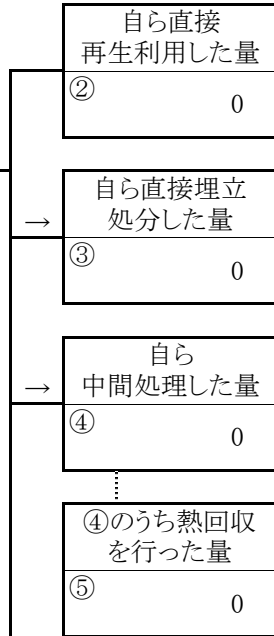 自ら直接
再生利用した量
②
0
→
自ら直接埋立
処分した量
③
0
→
自ら
中間処理した量
④
0
④のうち熱回収
を行った量
⑤
0